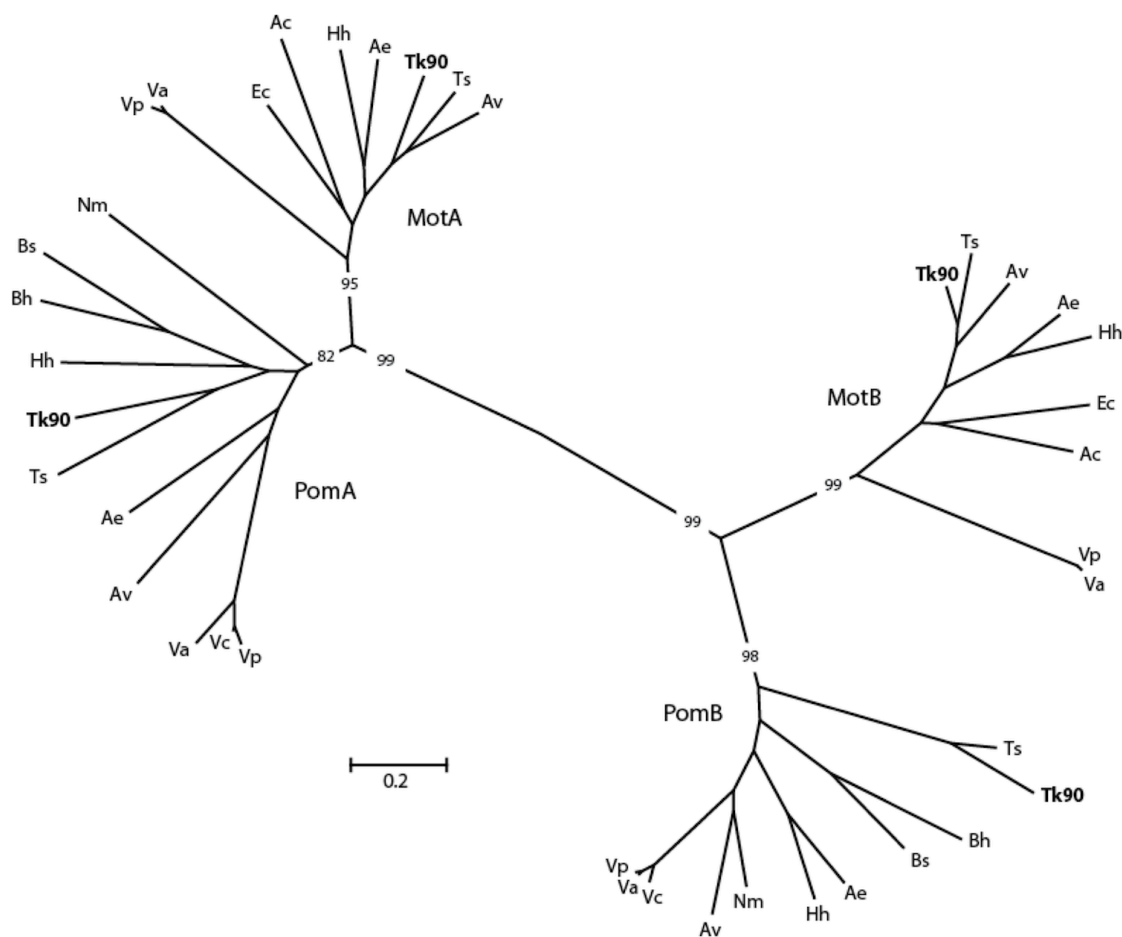 Ac
Hh
Ae
Tk90
Ts
Av
Ec
Va
Vp
MotA
Nm
Bs
Bh
95
Hh
82
99
Tk90
Ts
PomA
Ae
Av
Va
Vc
Vp
Ts
Tk90
Av
Ae
Hh
MotB
Ec
Ac
99
99
Vp
Va
98
PomB
Ts
Tk90
Bh
Bs
Ae
Hh
Nm
Av
Vp
Va
Vc
0.2